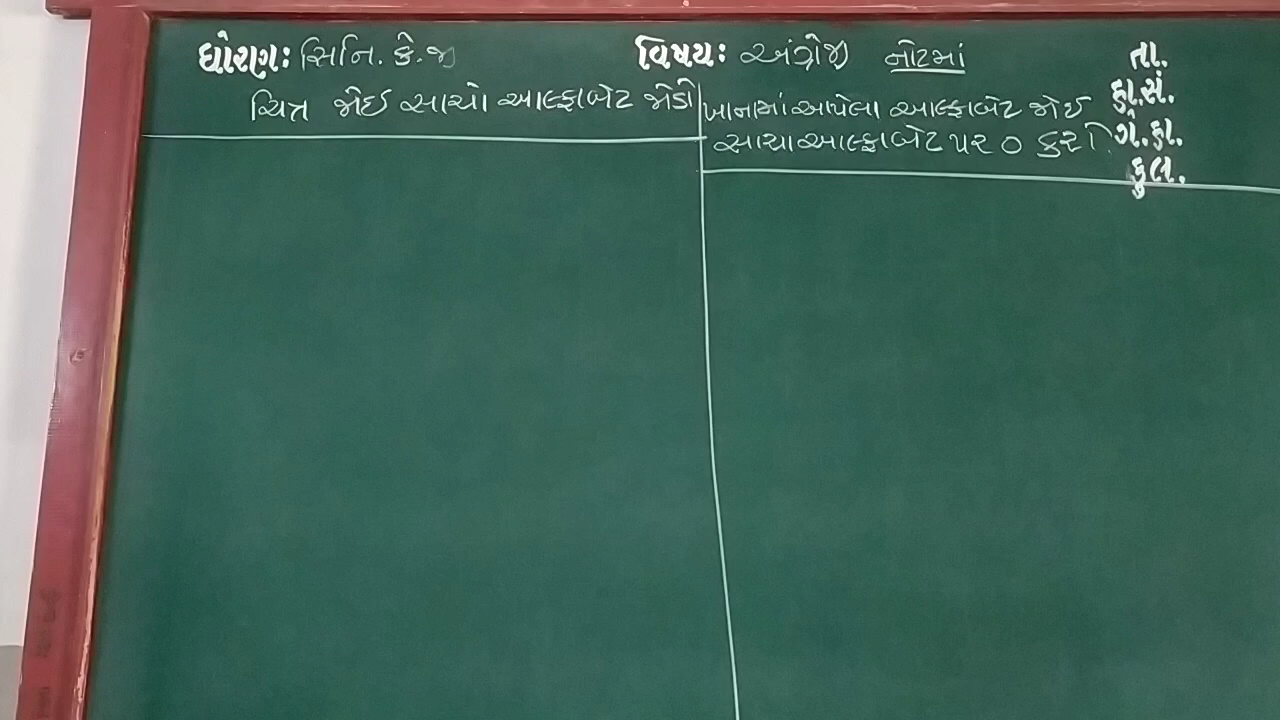 ધોરણ: સિનિ. કે.જી
વિષય: અંગ્રેજી નોટમાં
ચિત્ર જોઈ સાચો આલ્ફાબેટ જોડો
ખાનામાં આપેલા આલ્ફાબેટ જોઈ
સાચા આલ્ફાબેટ પર ૦ કરો.
તા.
હા.સં.
ગે.હા.
કુલ.